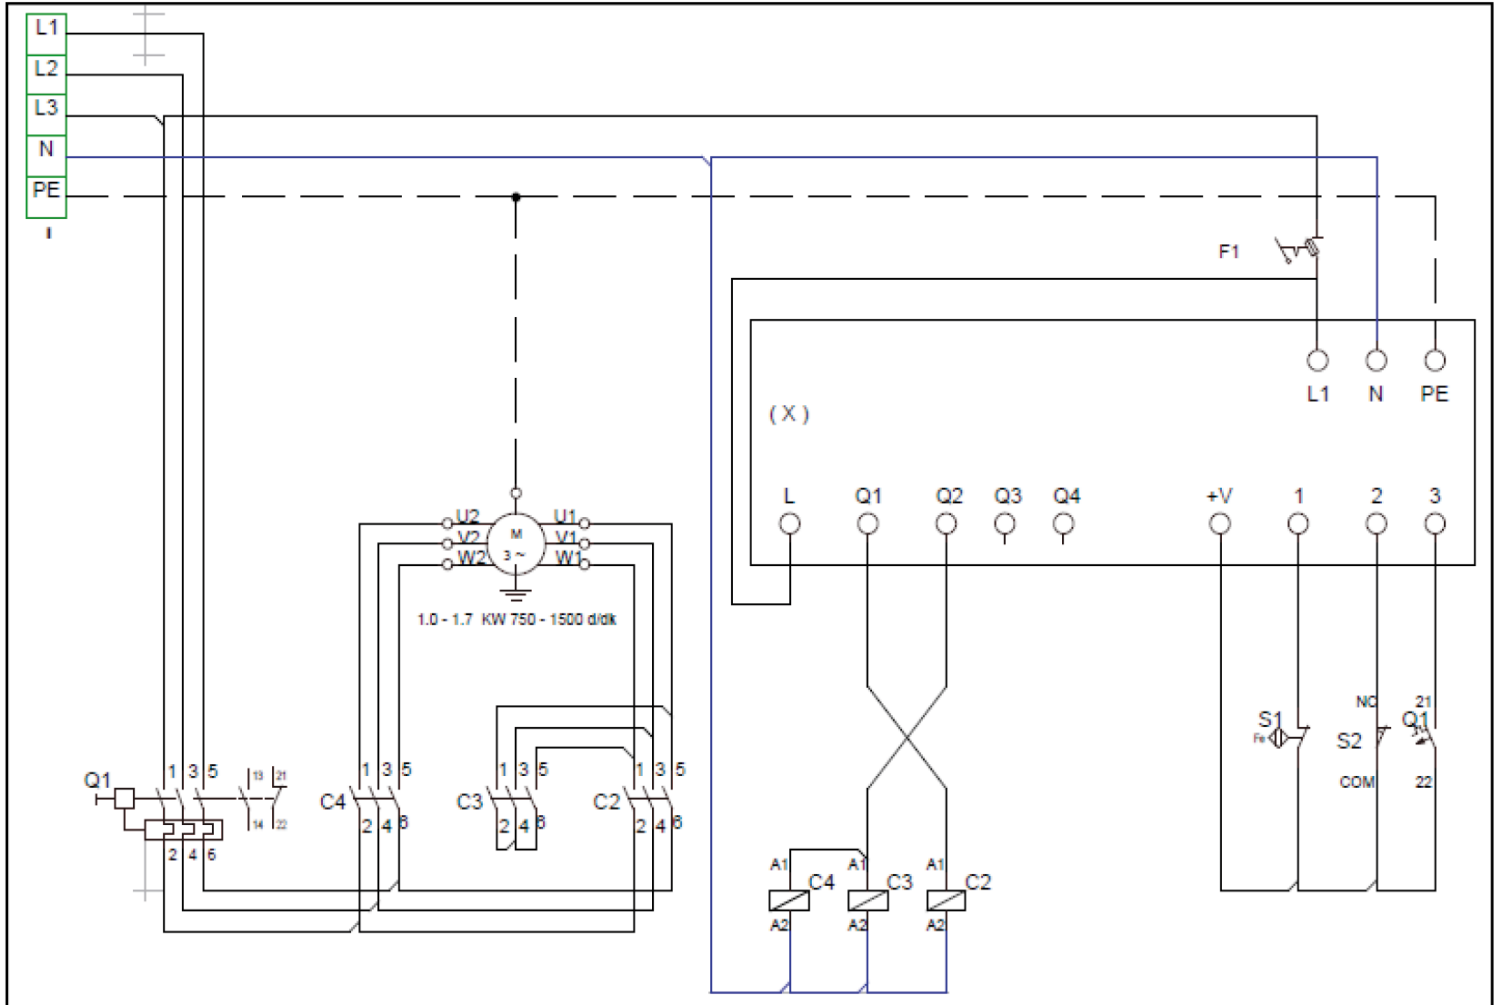 L1
L2
L3
N
PE
F1
L1 N PE
( X )
L Q1 Q2 Q3 Q4 +V 1 2 3
U2 U1
M
V2 V1
3 ~
W2 W1
1.0 - 1.7 KW 750 - 1500 d/dk
NC 21
S1 Q1
Fe S2
COM 22
Q1 1 3 5 13 21
C4 1 3 5
C3 1 3 5
C2 1 3 5
14 22
2 4 6
2 4 6
2 4 6
2 4 6
A1 A1 A1
C4 C3 C2
A2 A2 A2